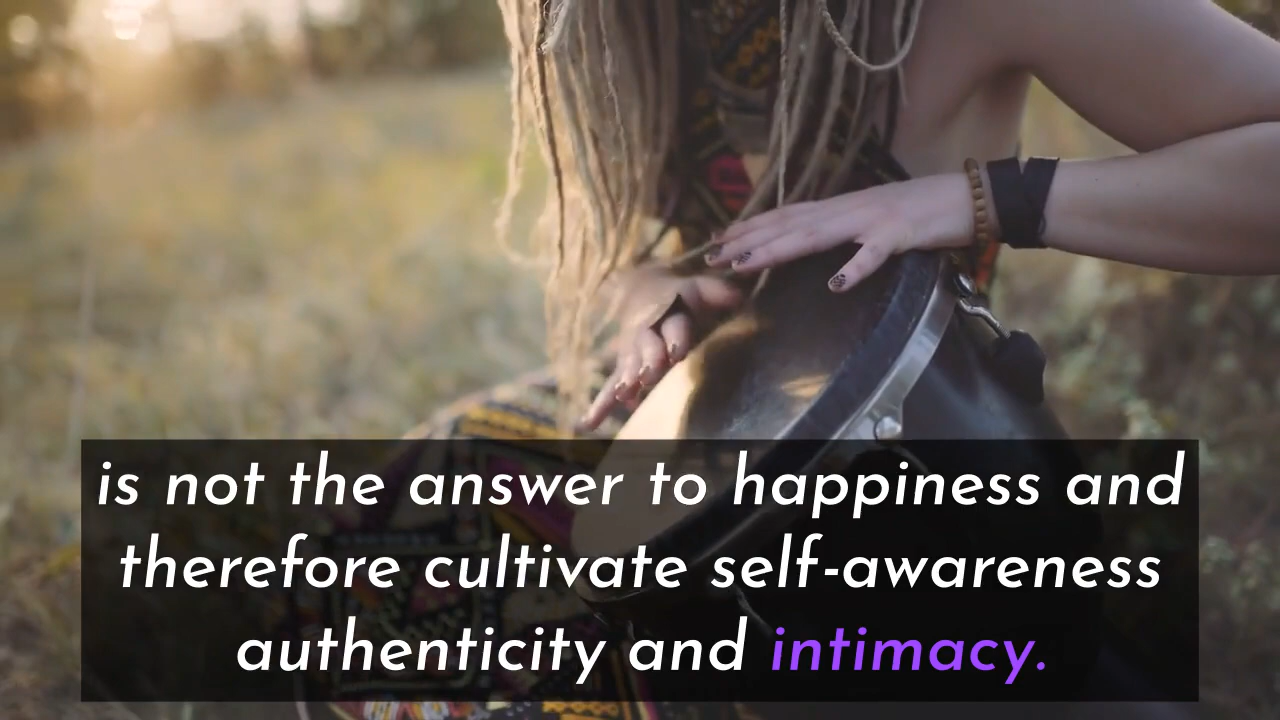 is not the answer to happiness and
therefore cultivate self-awareness
authenticity and intimacy.